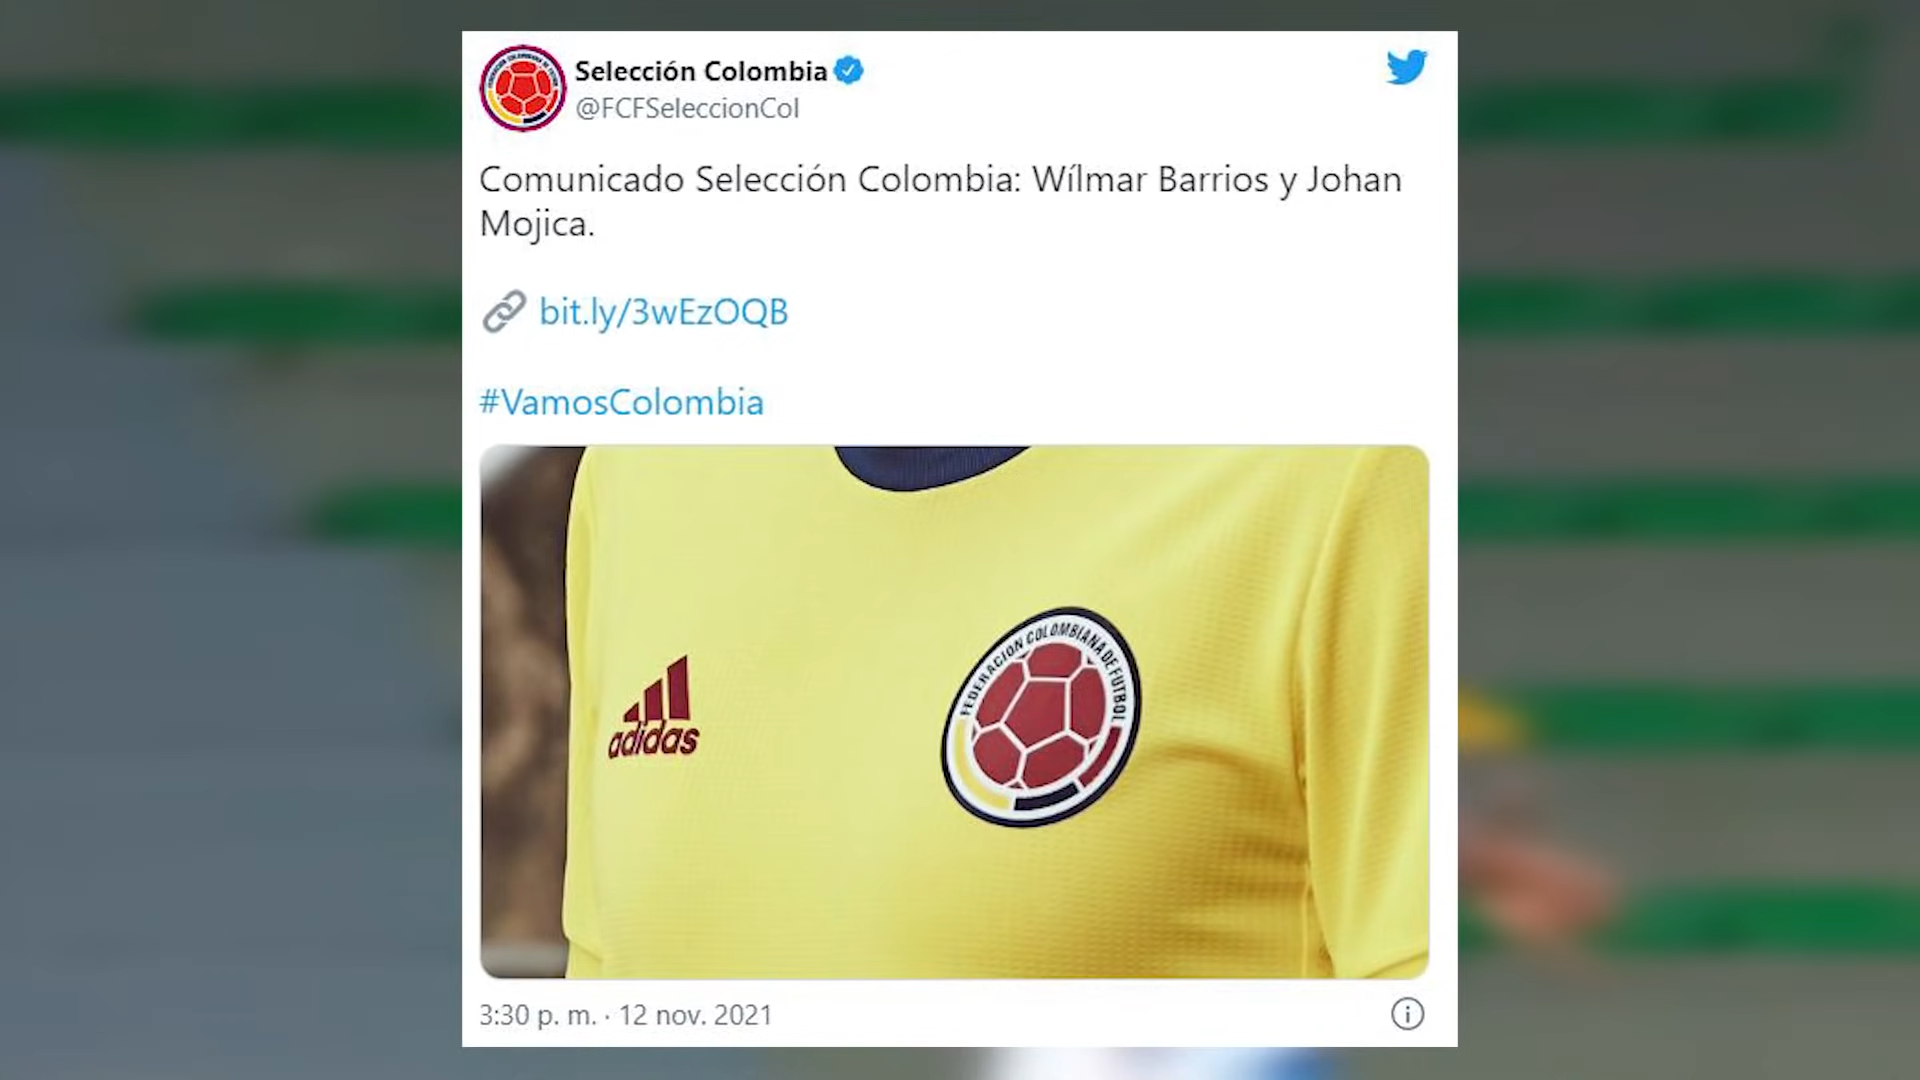 Selección Colombia
@FCFSeleccionCol
Comunicado Selección Colombia: Wílmar Barrios y Johan
Mojica.
bit.ly/3wEzOQB
#VamosColombia
adidas
FEDERACION COLOMBIANA DE FUTBOL
3:30 p. m. · 12 nov. 2021